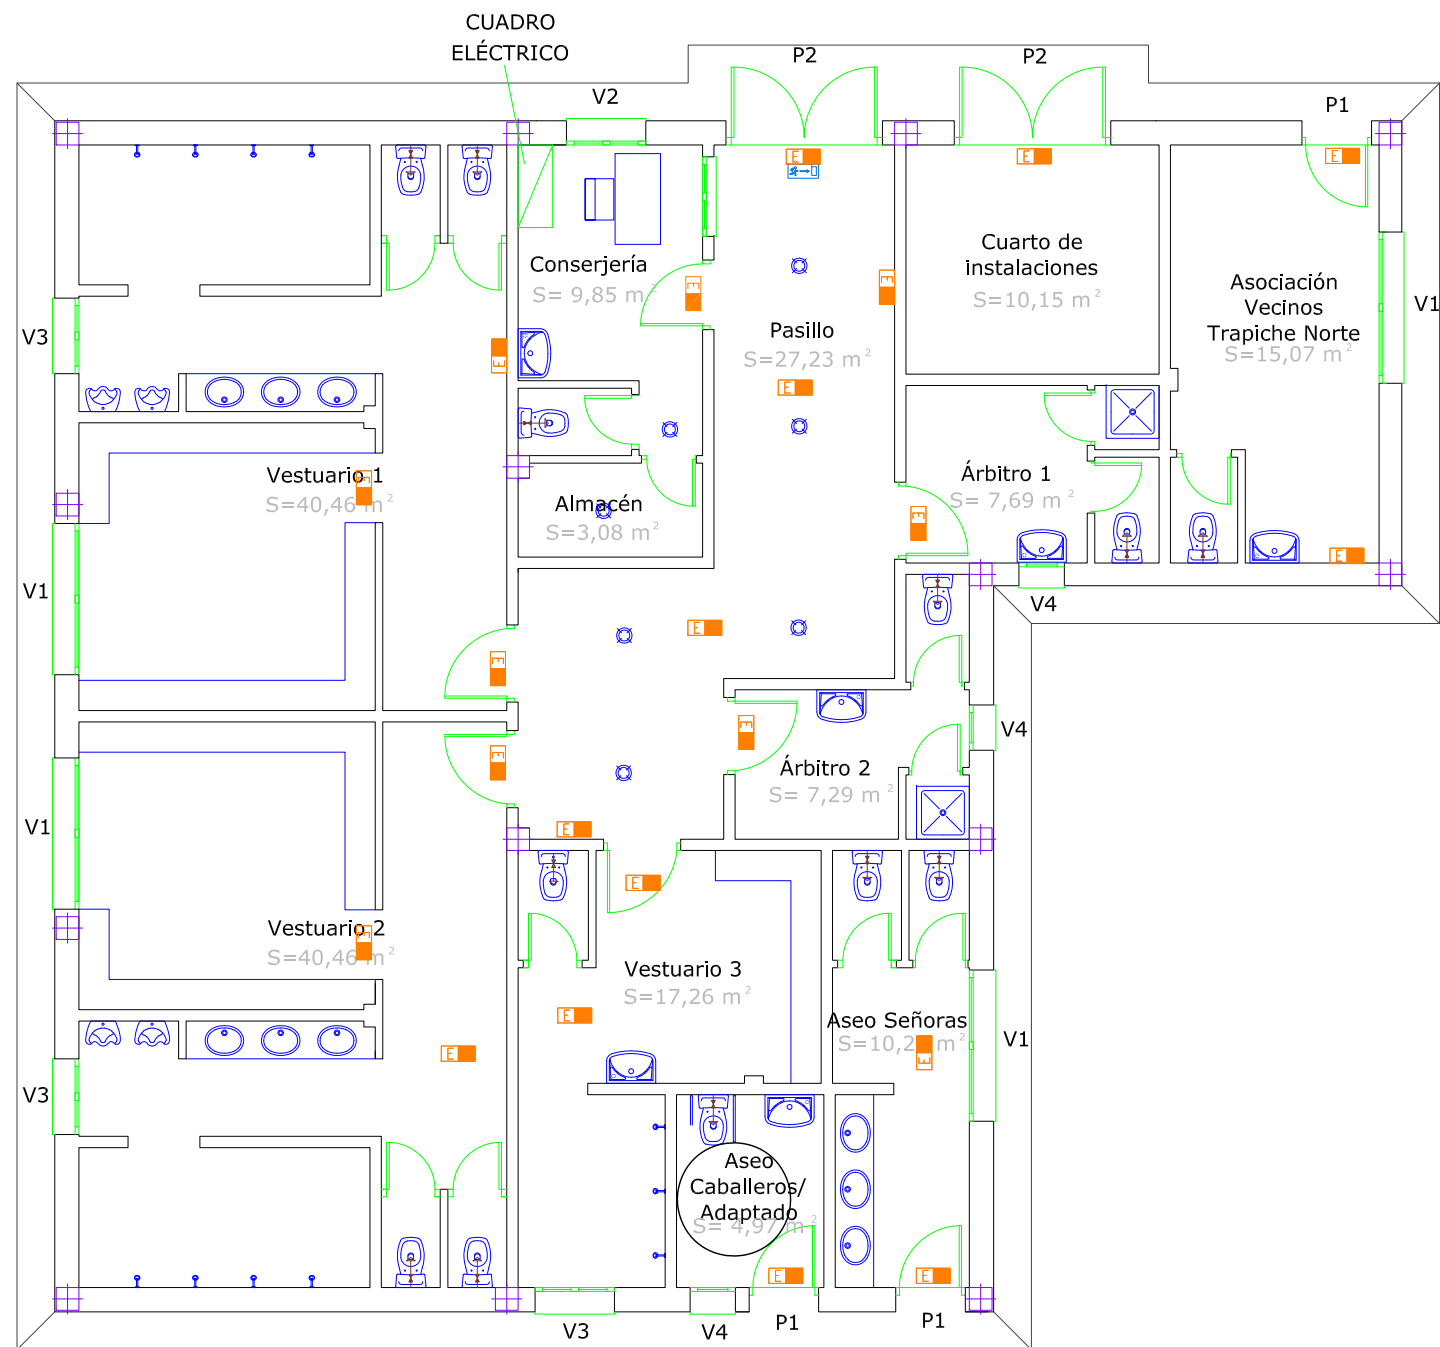 CUADRO
ELÉCTRICO
P2
P2
V2
P1
E
E
E
Conserjería
S= 9,85 m²
E
E
Cuarto de
instalaciones
S=10,15 m²
Asociación
Vecinos
Trapiche Norte
S=15,07 m²
V1
V3
E
Pasillo
S=27,23 m²
E
Vestuario 1
S=40,46 m²
E
Almacén
S=3,08 m²
Árbitro 1
S= 7,69 m²
E
E
V1
V4
E
E
V4
E
E
Árbitro 2
S= 7,29 m²
V1
E
E
Vestuario 2
S=40,46 m²
E
Vestuario 3
S=17,26 m²
E
Aseo Señoras
S=10,2 m²
E
V1
E
V3
Aseo
Caballeros/
Adaptado
S= 4,97 m²
E
E
V3
V4
P1
P1